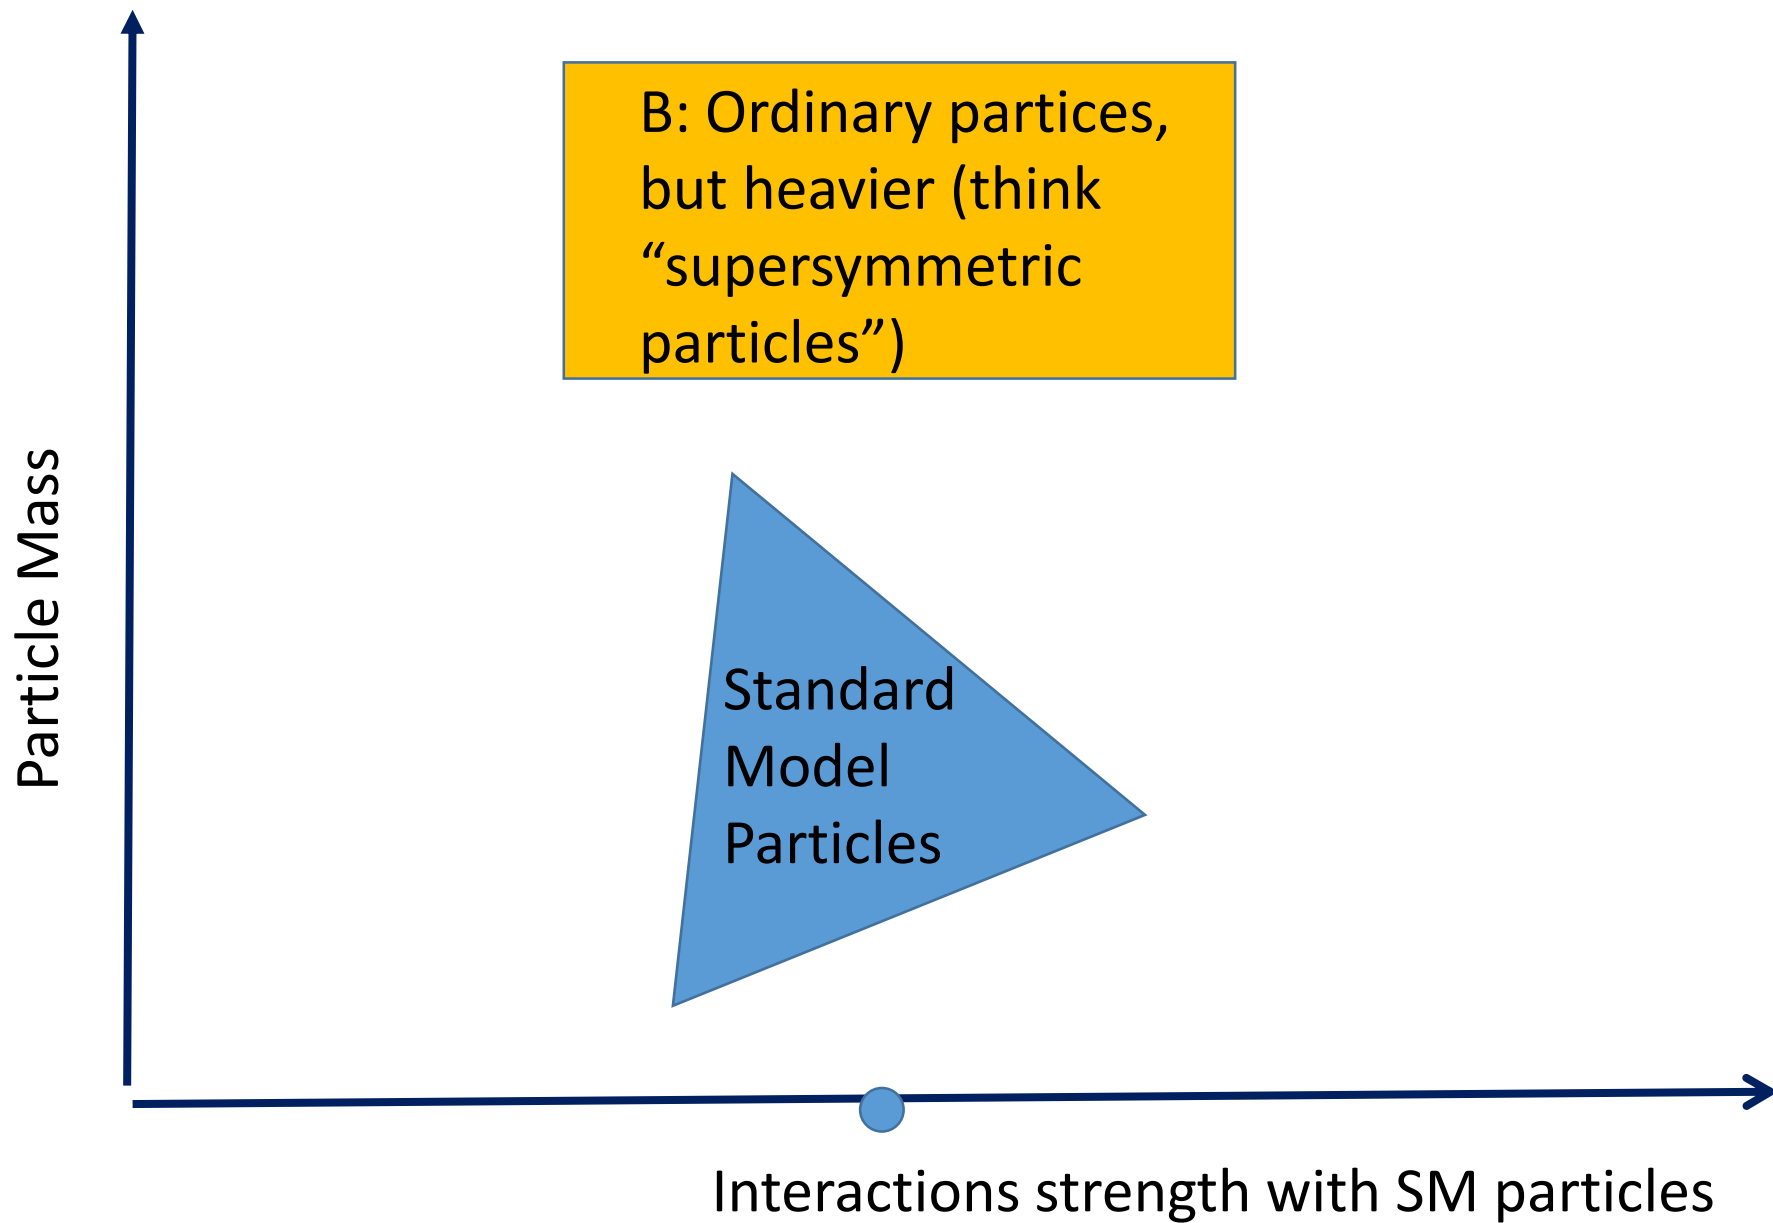 B: Ordinary partices,
but heavier (think
“supersymmetric
particles”)
Particle Mass
Standard
Model
Particles
Interactions strength with SM particles